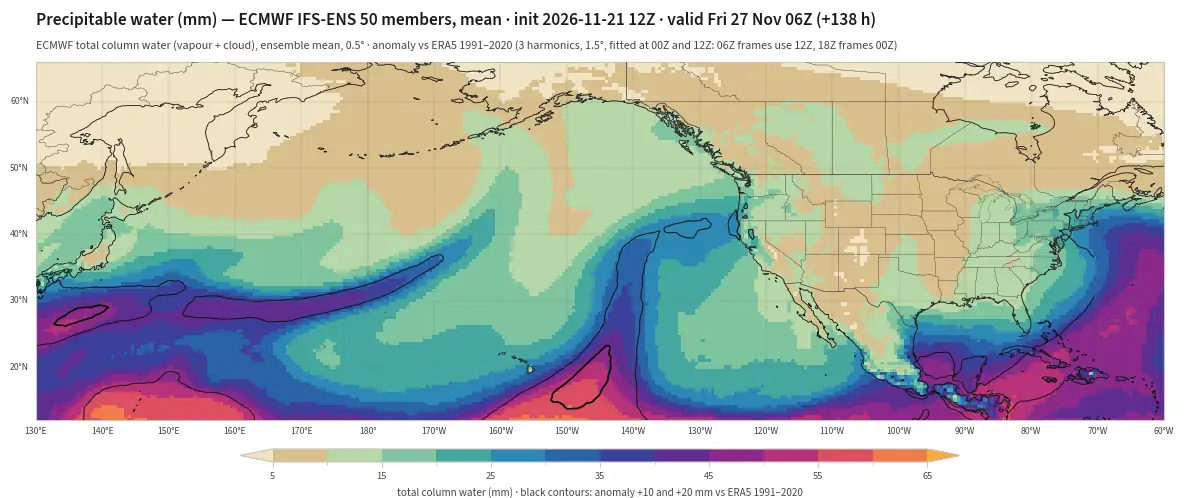 Precipitable water (mm) — ECMWF IFS-ENS 50 members, mean · init 2026-11-21 12Z · valid Fri 27 Nov 06Z (+138 h)
ECMWF total column water (vapour + cloud), ensemble mean, 0.5° · anomaly vs ERA5 1991–2020 (3 harmonics, 1.5°, fitted at 00Z and 12Z: 06Z frames use 12Z, 18Z frames 00Z)
60°N
50°N
40°N
30°N
20°N
130°E 140°E 150°E 160°E 170°E 180° 170°W 160°W 150°W 140°W 130°W 120°W 110°W 100°W 90°W 80°W 70°W 60°W
5 15 25 35 45 55 65
total column water (mm) · black contours: anomaly +10 and +20 mm vs ERA5 1991–2020